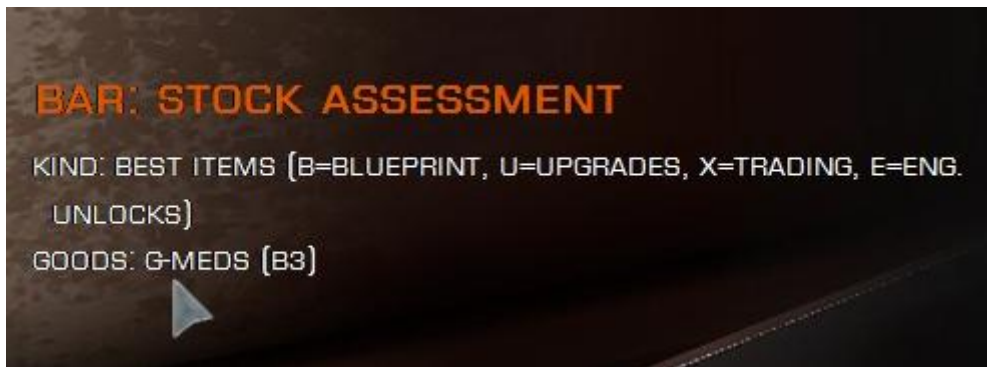 BAR: STOCK ASSESSMENT
KIND: BEST ITEMS (B=BLUEPRINT, U=UPGRADES, X=TRADING, E=ENG.
UNLOCKS)
GOODS: G-MEDS (B3)